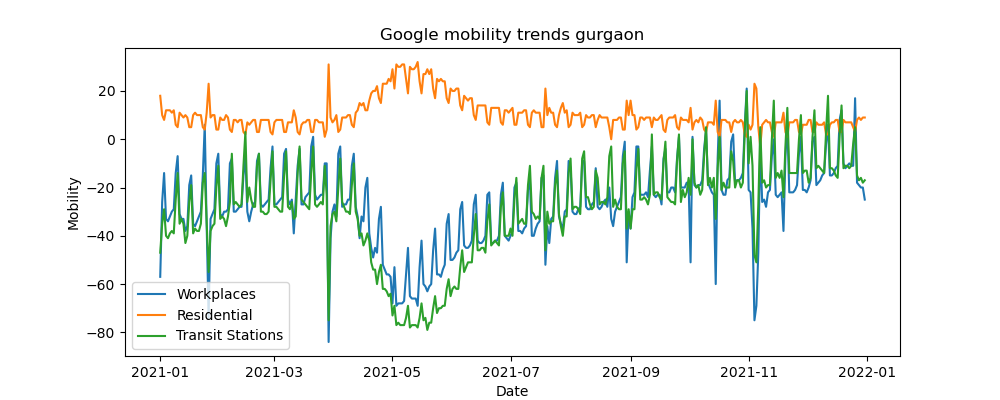 Google mobility trends gurgaon
20
0
−20
−40
−60
−80
Mobility
Workplaces
Residential
Transit Stations
2021-01
2021-03
2021-05
2021-07
2021-09
2021-11
2022-01
Date